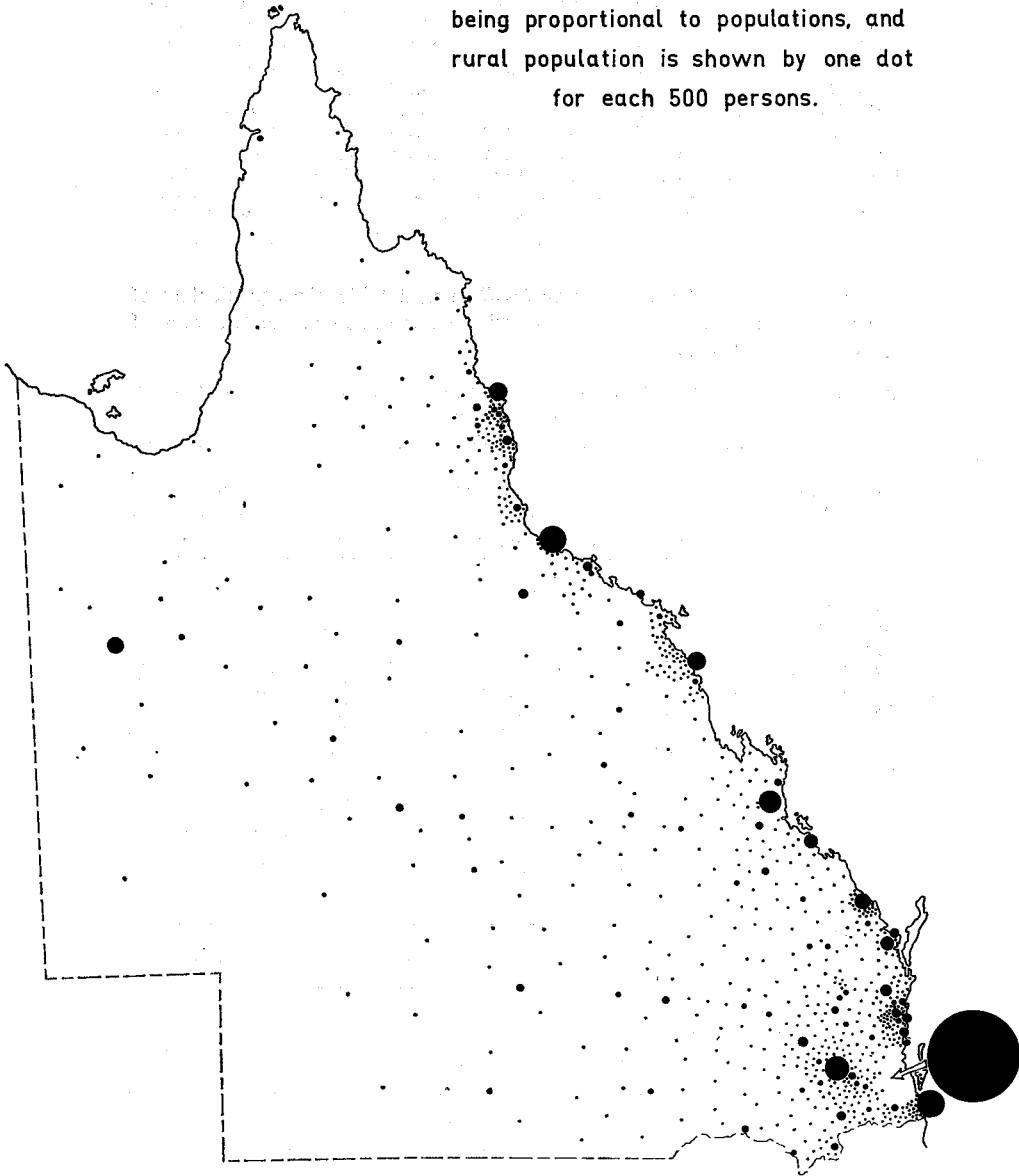 being proportional to populations, and
rural population is shown by one dot
for each 500 persons.